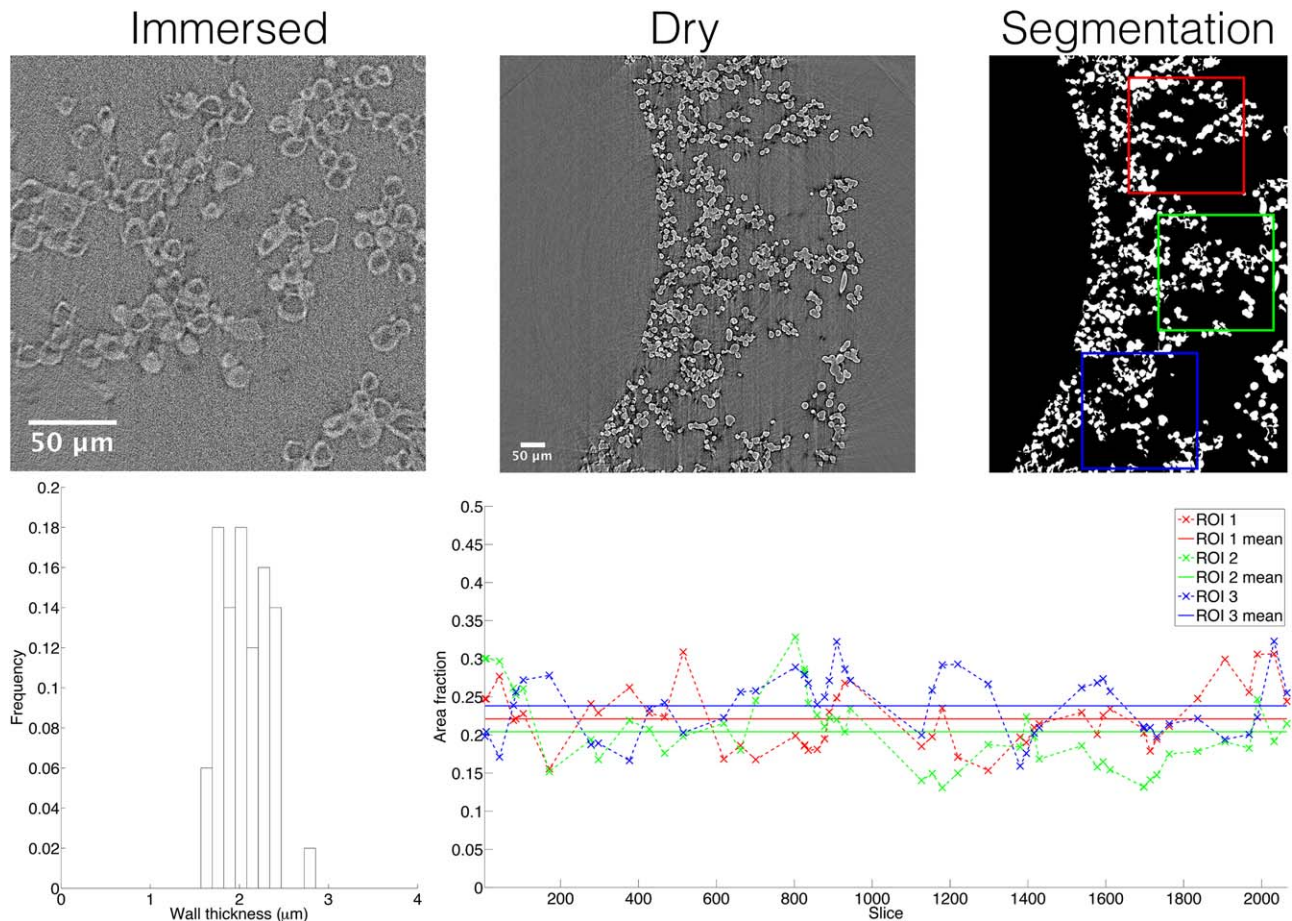 Immersed
Dry
Segmentation
50 μm
50 μm
0.2
0.18
0.16
0.14
0.12
0.1
0.08
0.06
0.04
0.02
0
Frequency
0
1
2
3
4
Wall thickness (μm)
0.5
0.45
0.4
0.35
0.3
0.25
0.2
0.15
0.1
0.05
0
Area fraction
200
400
600
800
1000
1200
1400
1600
1800
2000
Slice
ROI 1
ROI 1 mean
ROI 2
ROI 2 mean
ROI 3
ROI 3 mean